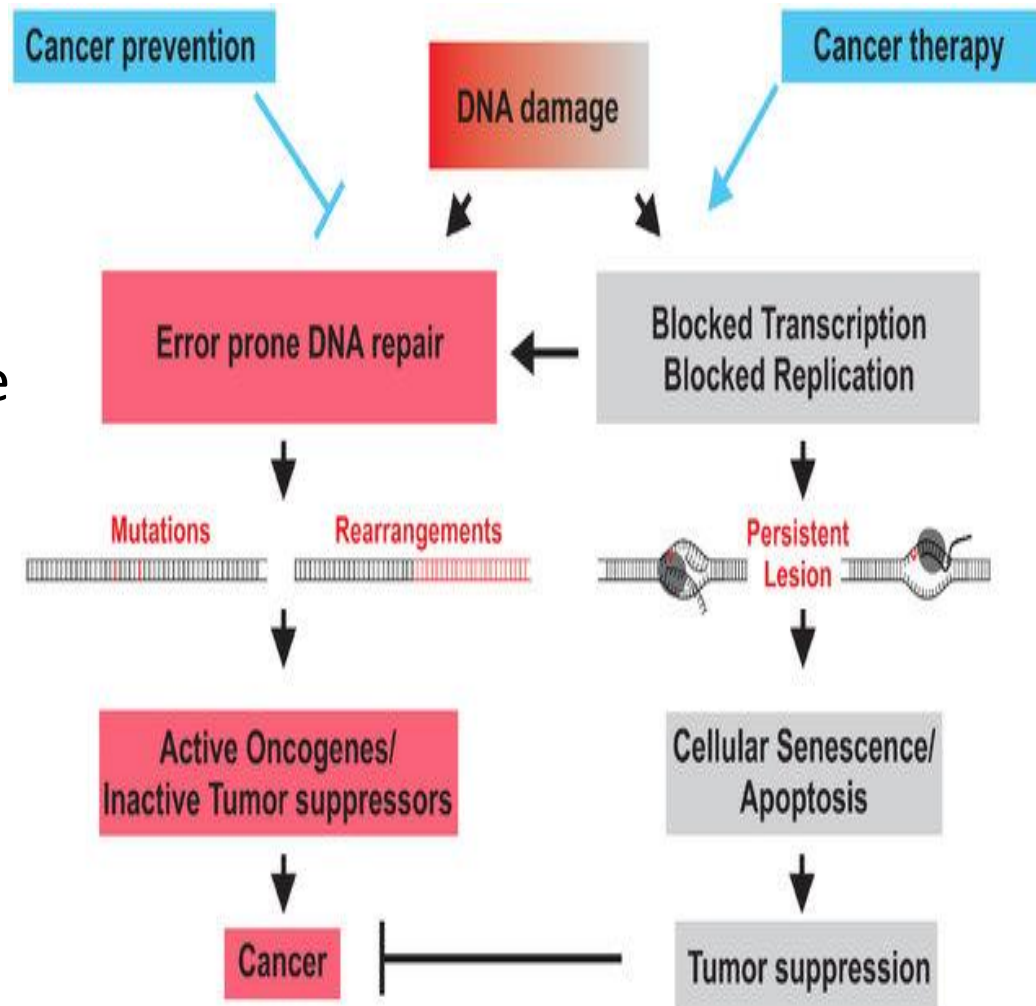 Cancer prevention
DNA damage
Cancer therapy
Error prone DNA repair
Blocked Transcription
Blocked Replication
e
Mutations
Rearrangements
Persistent
Lesion
Active Oncogenes/
Inactive Tumor suppressors
Cellular Senescence/
Apoptosis
Cancer
Tumor suppression